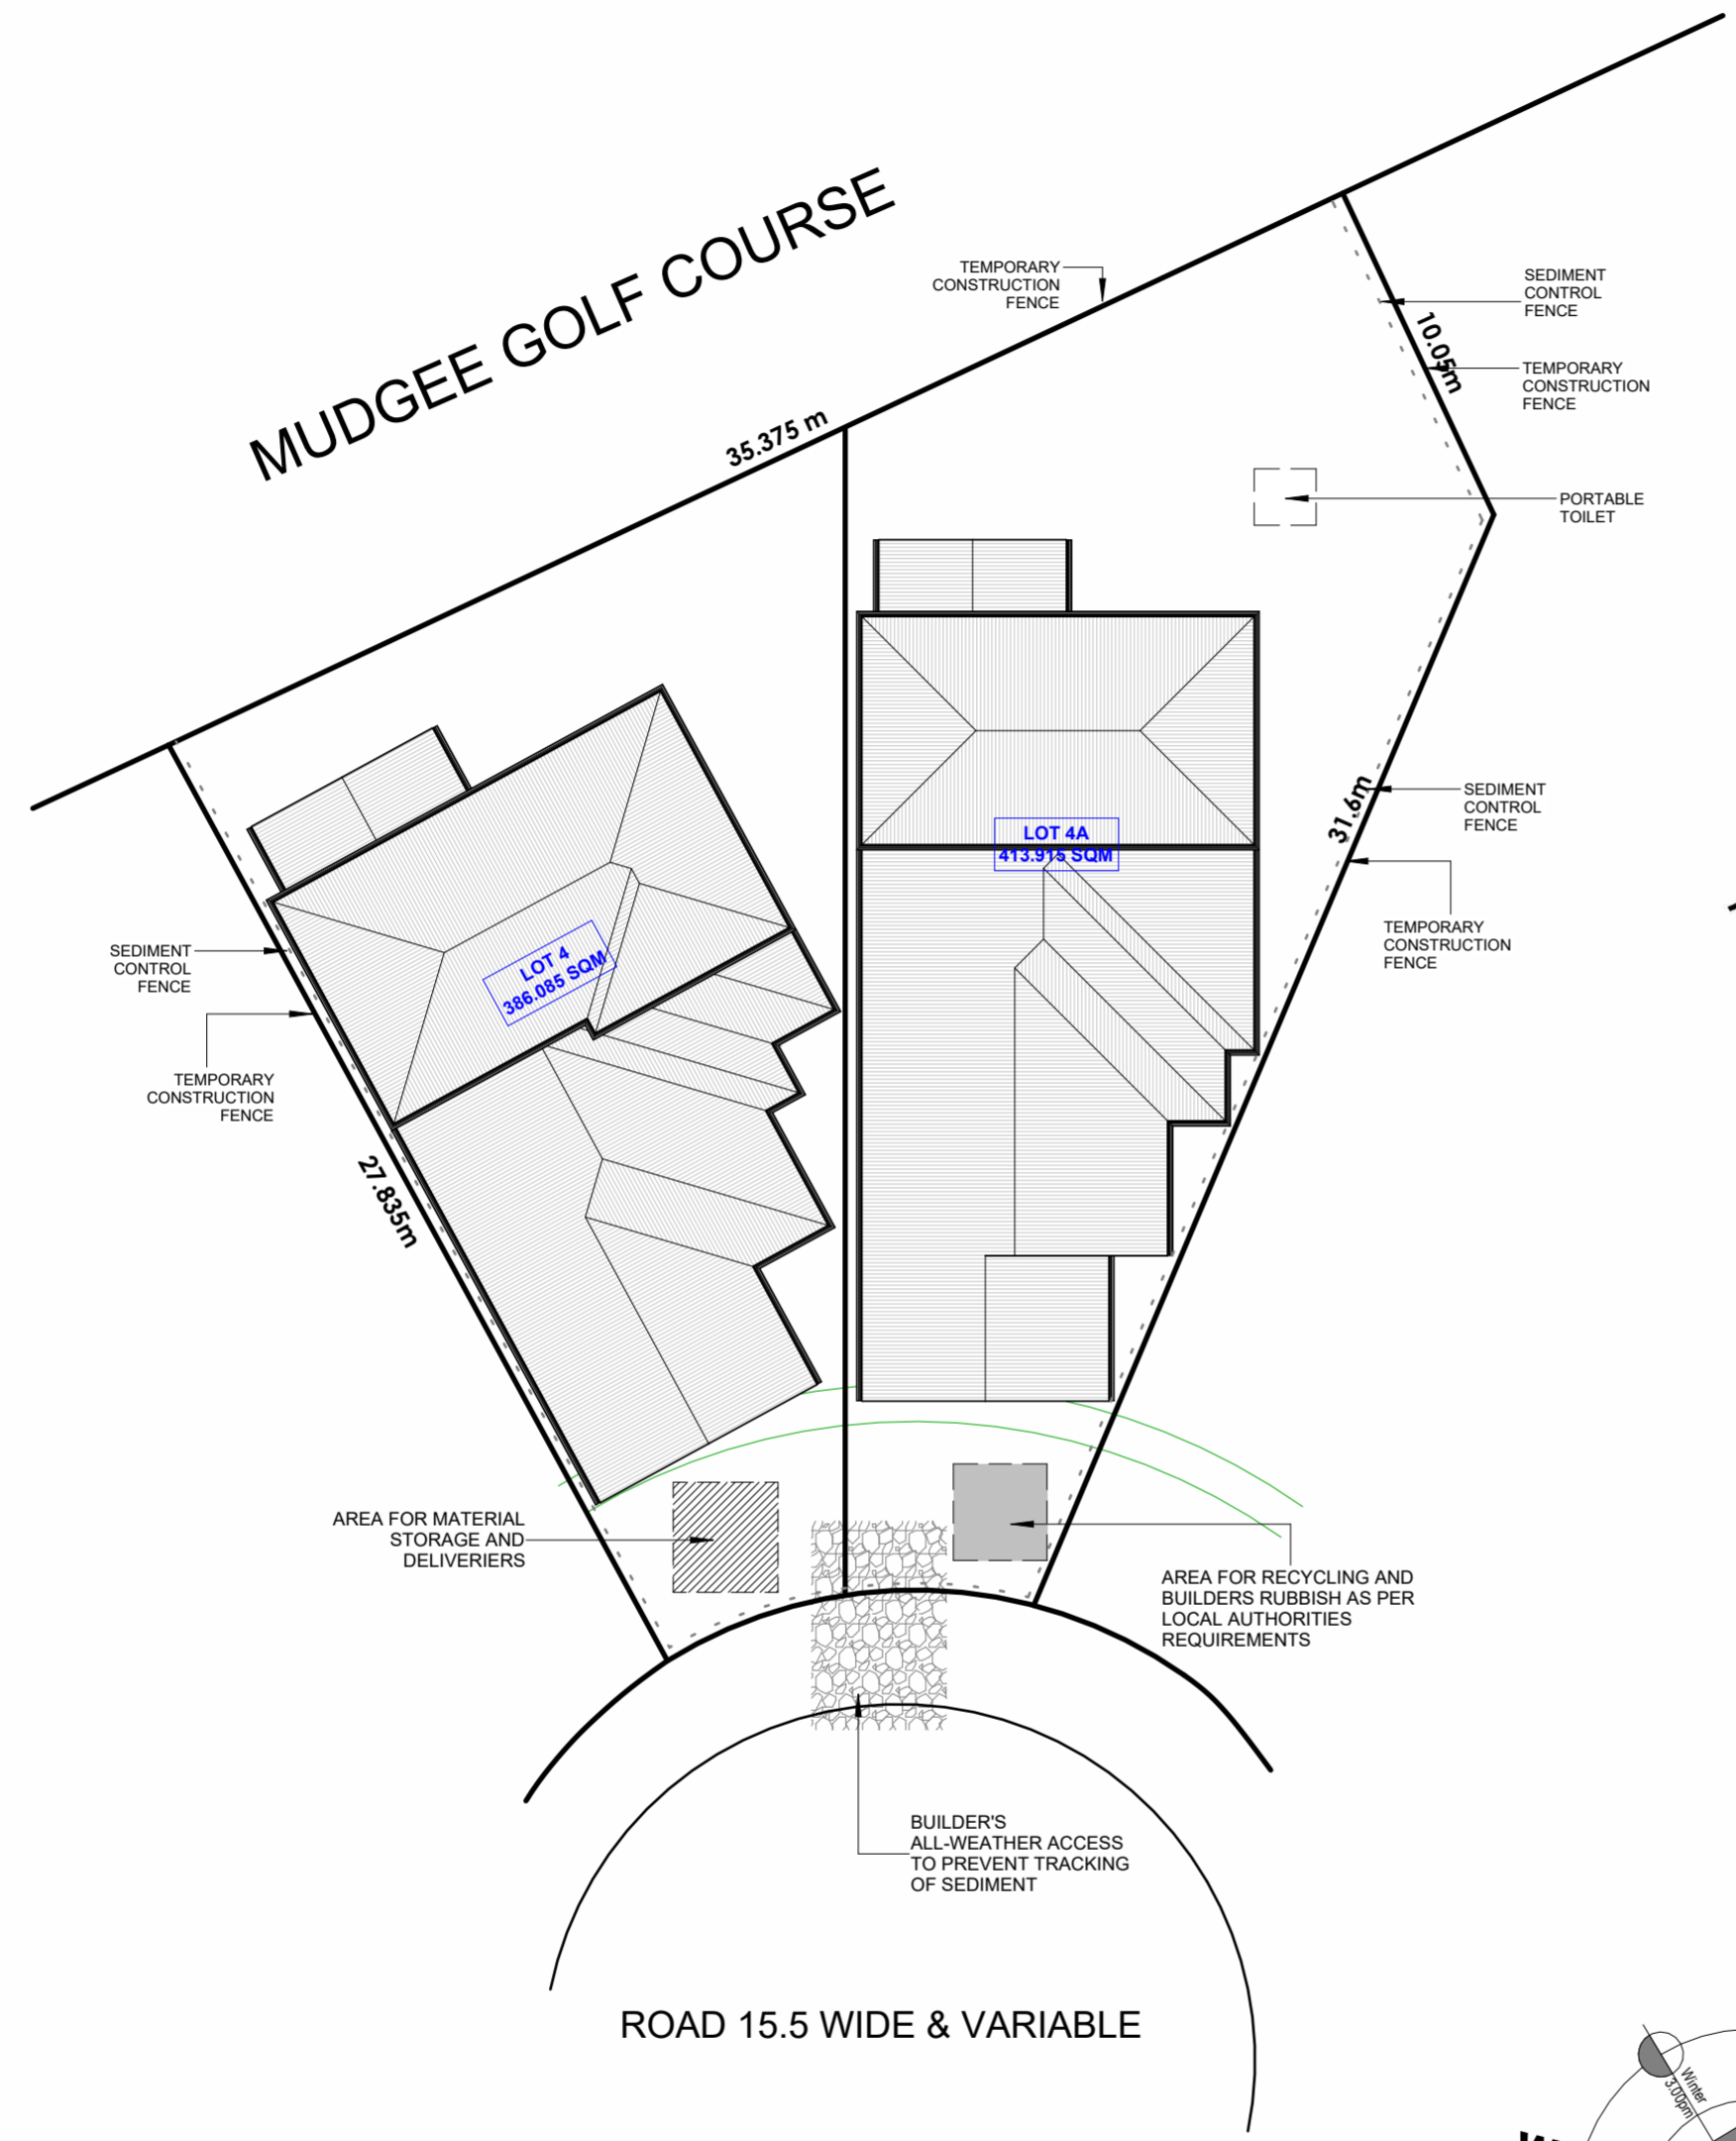 MUDGEE GOLF COURSE
TEMPORARY
CONSTRUCTION
FENCE
SEDIMENT
CONTROL
FENCE
10.05m
TEMPORARY
CONSTRUCTION
FENCE
35.375 m
PORTABLE
TOILET
LOT 4A
413.915 SQM
31.6m
SEDIMENT
CONTROL
FENCE
TEMPORARY
CONSTRUCTION
FENCE
LOT 4
386.085 SQM
SEDIMENT
CONTROL
FENCE
TEMPORARY
CONSTRUCTION
FENCE
27.835m
AREA FOR MATERIAL
STORAGE AND
DELIVERIERS
AREA FOR RECYCLING AND
BUILDERS RUBBISH AS PER
LOCAL AUTHORITIES
REQUIREMENTS
BUILDER'S
ALL-WEATHER ACCESS
TO PREVENT TRACKING
OF SEDIMENT
ROAD 15.5 WIDE & VARIABLE
Winter
3.00pm